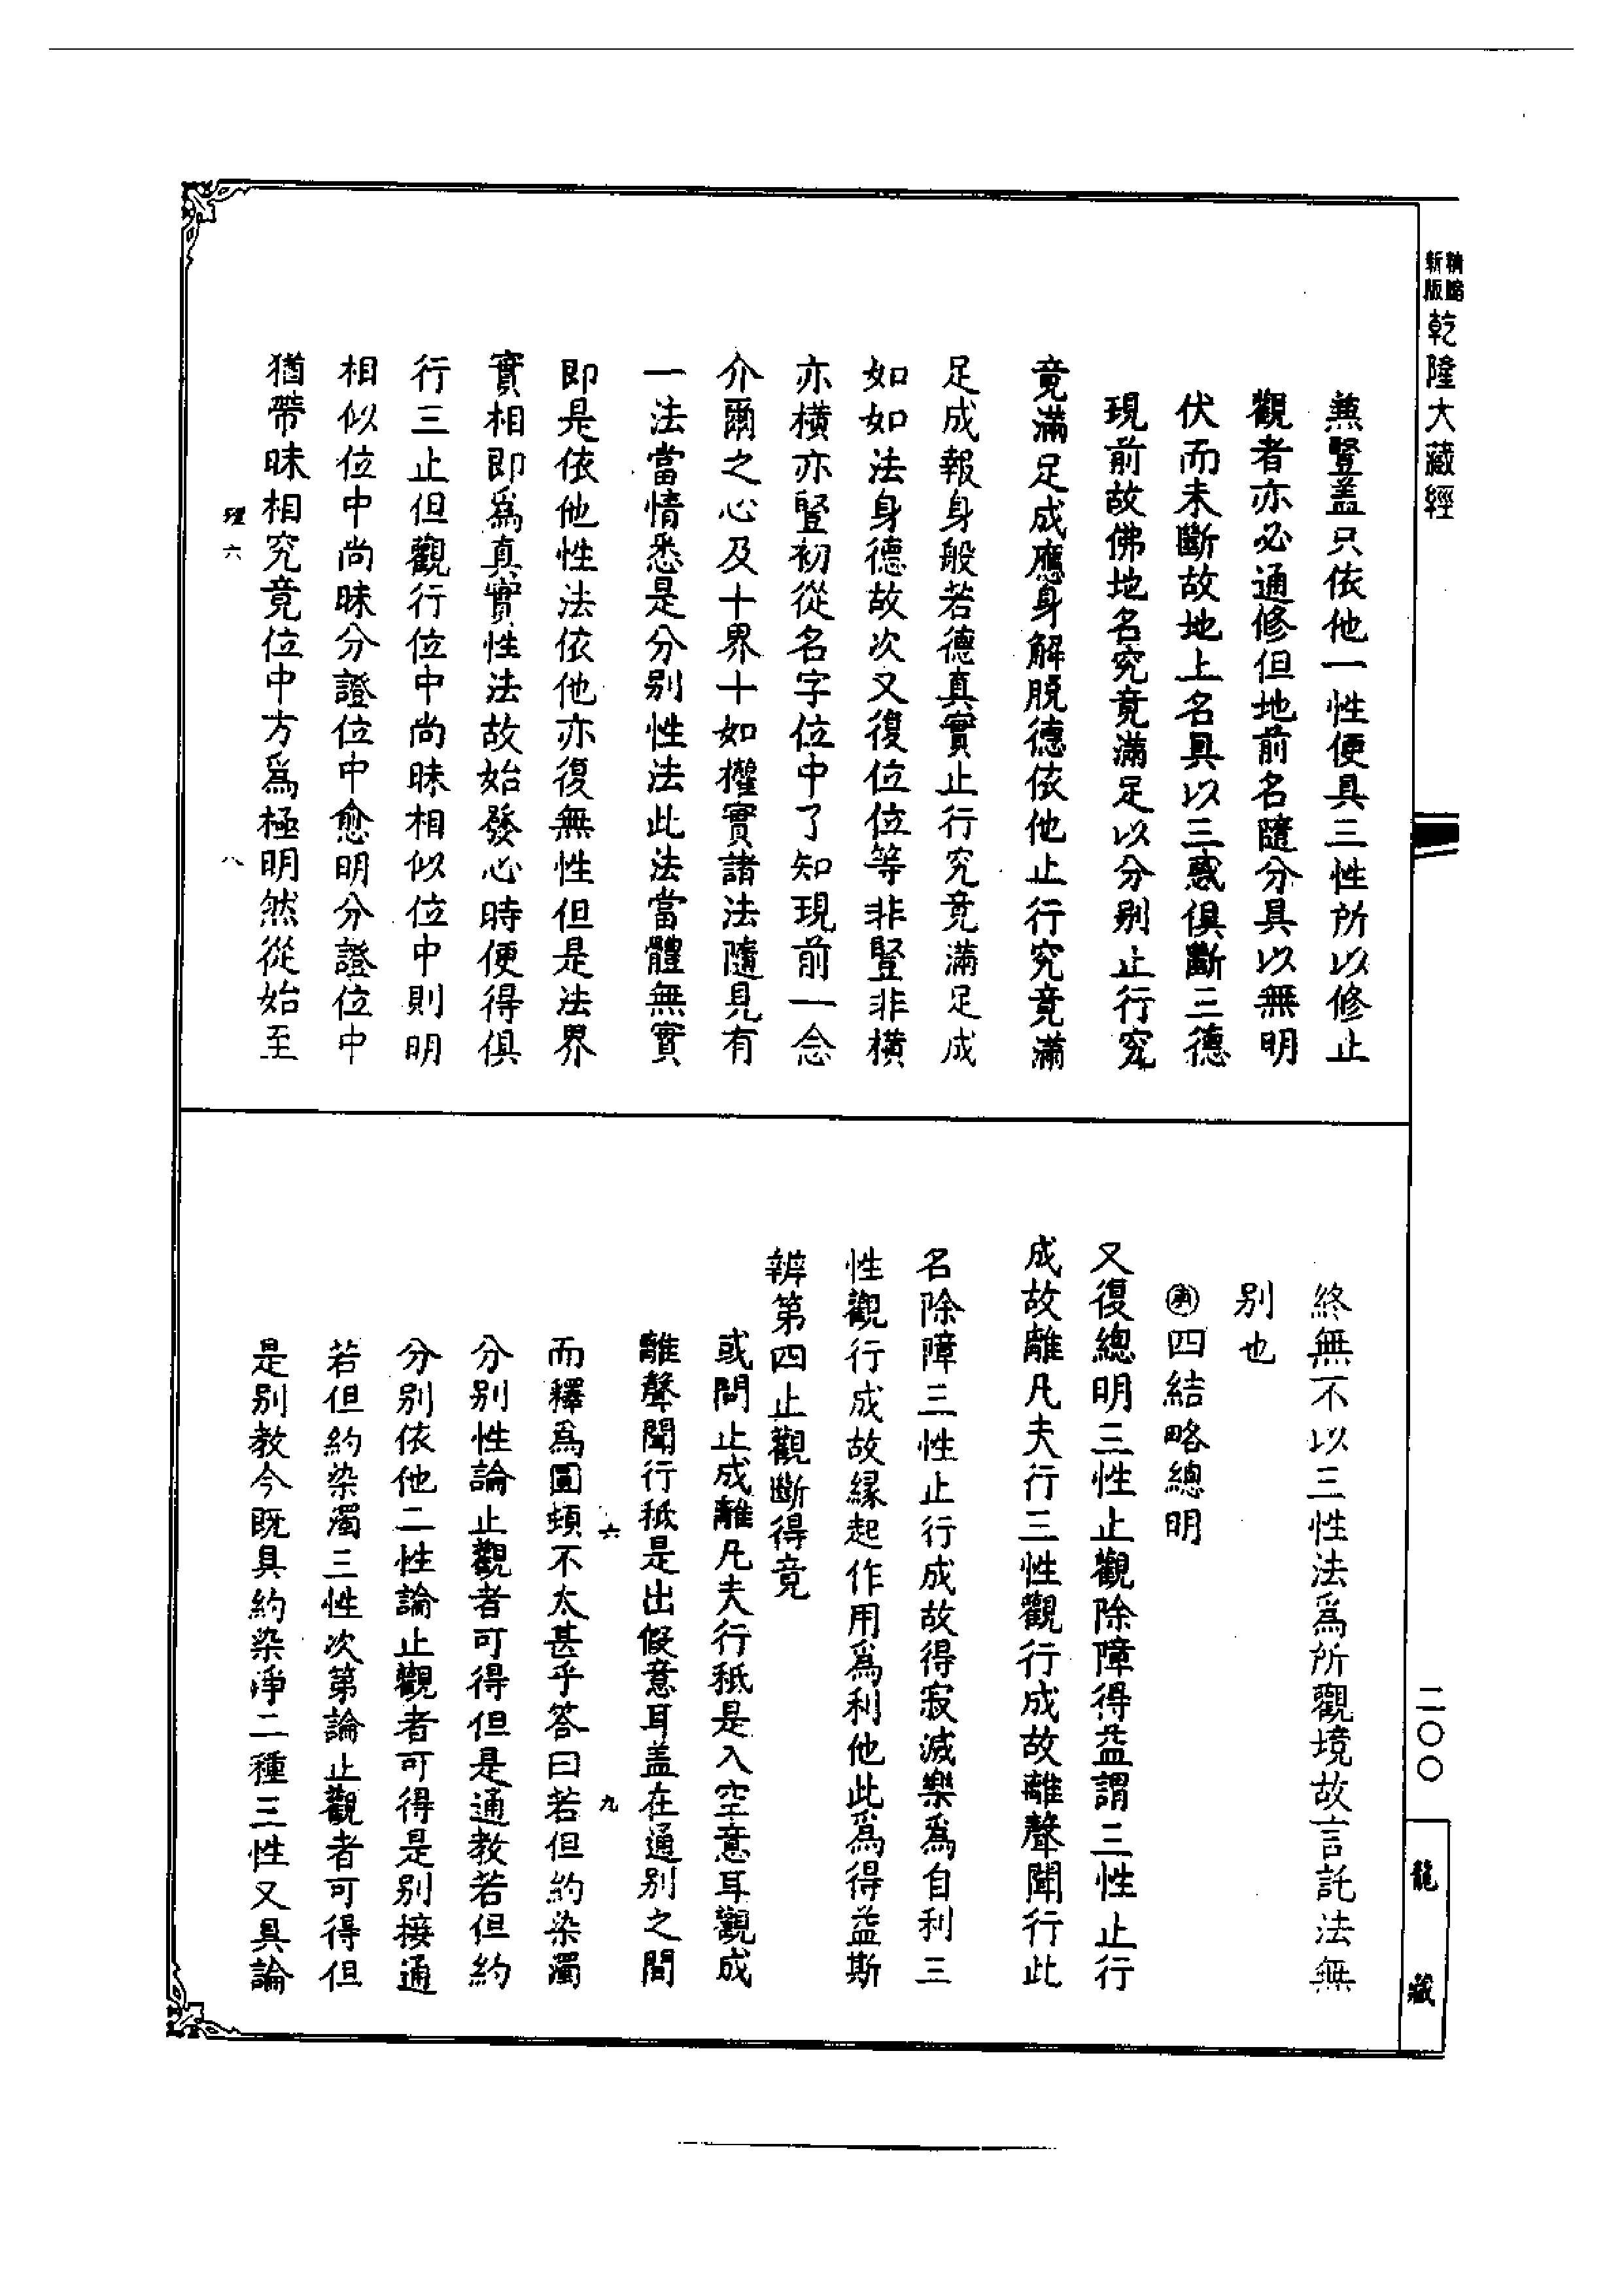 新版精縮乾隆大藏經
兼豎盖只依他一性便具三性所以修止
觀者亦必通修但地前名隨分具以無明
伏而未斷故地上名具以三惑俱斷三德
現前故佛地名究竟滿足以分别止行究
竟滿足成應身解脫德依他止行究竟滿
足成報身般若德真實止行究竟滿足成
如如法身德故次又復位位等非豎非橫
亦橫亦豎初從名字位中了知現前一念
介爾之心及十界十如權實諸法隨見有
一法當情悉是分别性法此法當體無實
即是依他性法依他亦復無性但是法界
實相即爲真實性法故始發心時便得俱
行三止但觀行位中尚昧相似位中則明
相似位中尚昧分證位中愈明分證位中
猶帶昧相究竟位中方爲極明然從始至
六
八
終無不以三性法爲所觀境故言託法無
别也
四結略總明
又復總明三性止觀除障得益謂三性止行
成故離凡夫行三性觀行成故離聲聞行此
名除障三性止行成故得寂滅樂爲自利三
性觀行成故緣起作用爲利他此爲得益斯
辨第四止觀斷得竟
或問止成離凡夫行秖是入空意耳觀成
離聲聞行秖是出假意耳盖在通别之間
六
九
而釋爲圓頓不太甚乎答曰若但約染濁
分别性論止觀者可得但是通教若但約
分别依他二性論止觀者可得是别接通
若但約染濁三性次第論止觀者可得但
是别教今既具約染淨二種三性又具論
二〇〇
龍藏